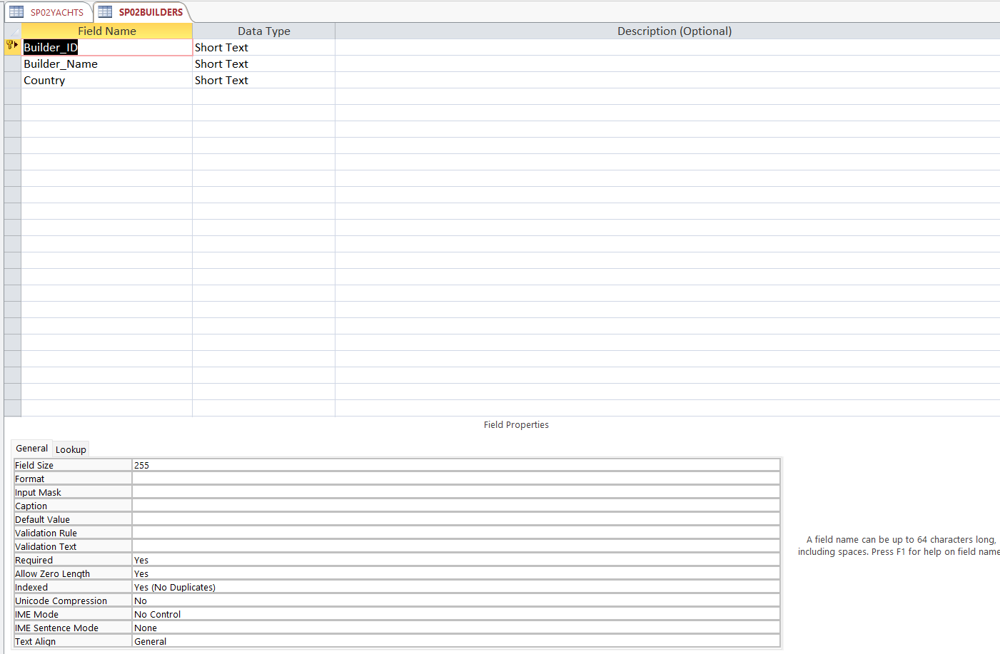 SP02YACHTS SP02BUILDERS
Field Name Data Type Description (Optional)
Builder_ID Short Text
Builder_Name Short Text
Country Short Text
Field Properties
General Lookup
Field Size 255
Format
Input Mask
Caption
Default Value
Validation Rule
Validation Text
Required Yes
Allow Zero Length Yes
Indexed Yes (No Duplicates)
Unicode Compression No
IME Mode No Control
IME Sentence Mode None
Text Align General
A field name can be up to 64 characters long,
including spaces. Press F1 for help on field name